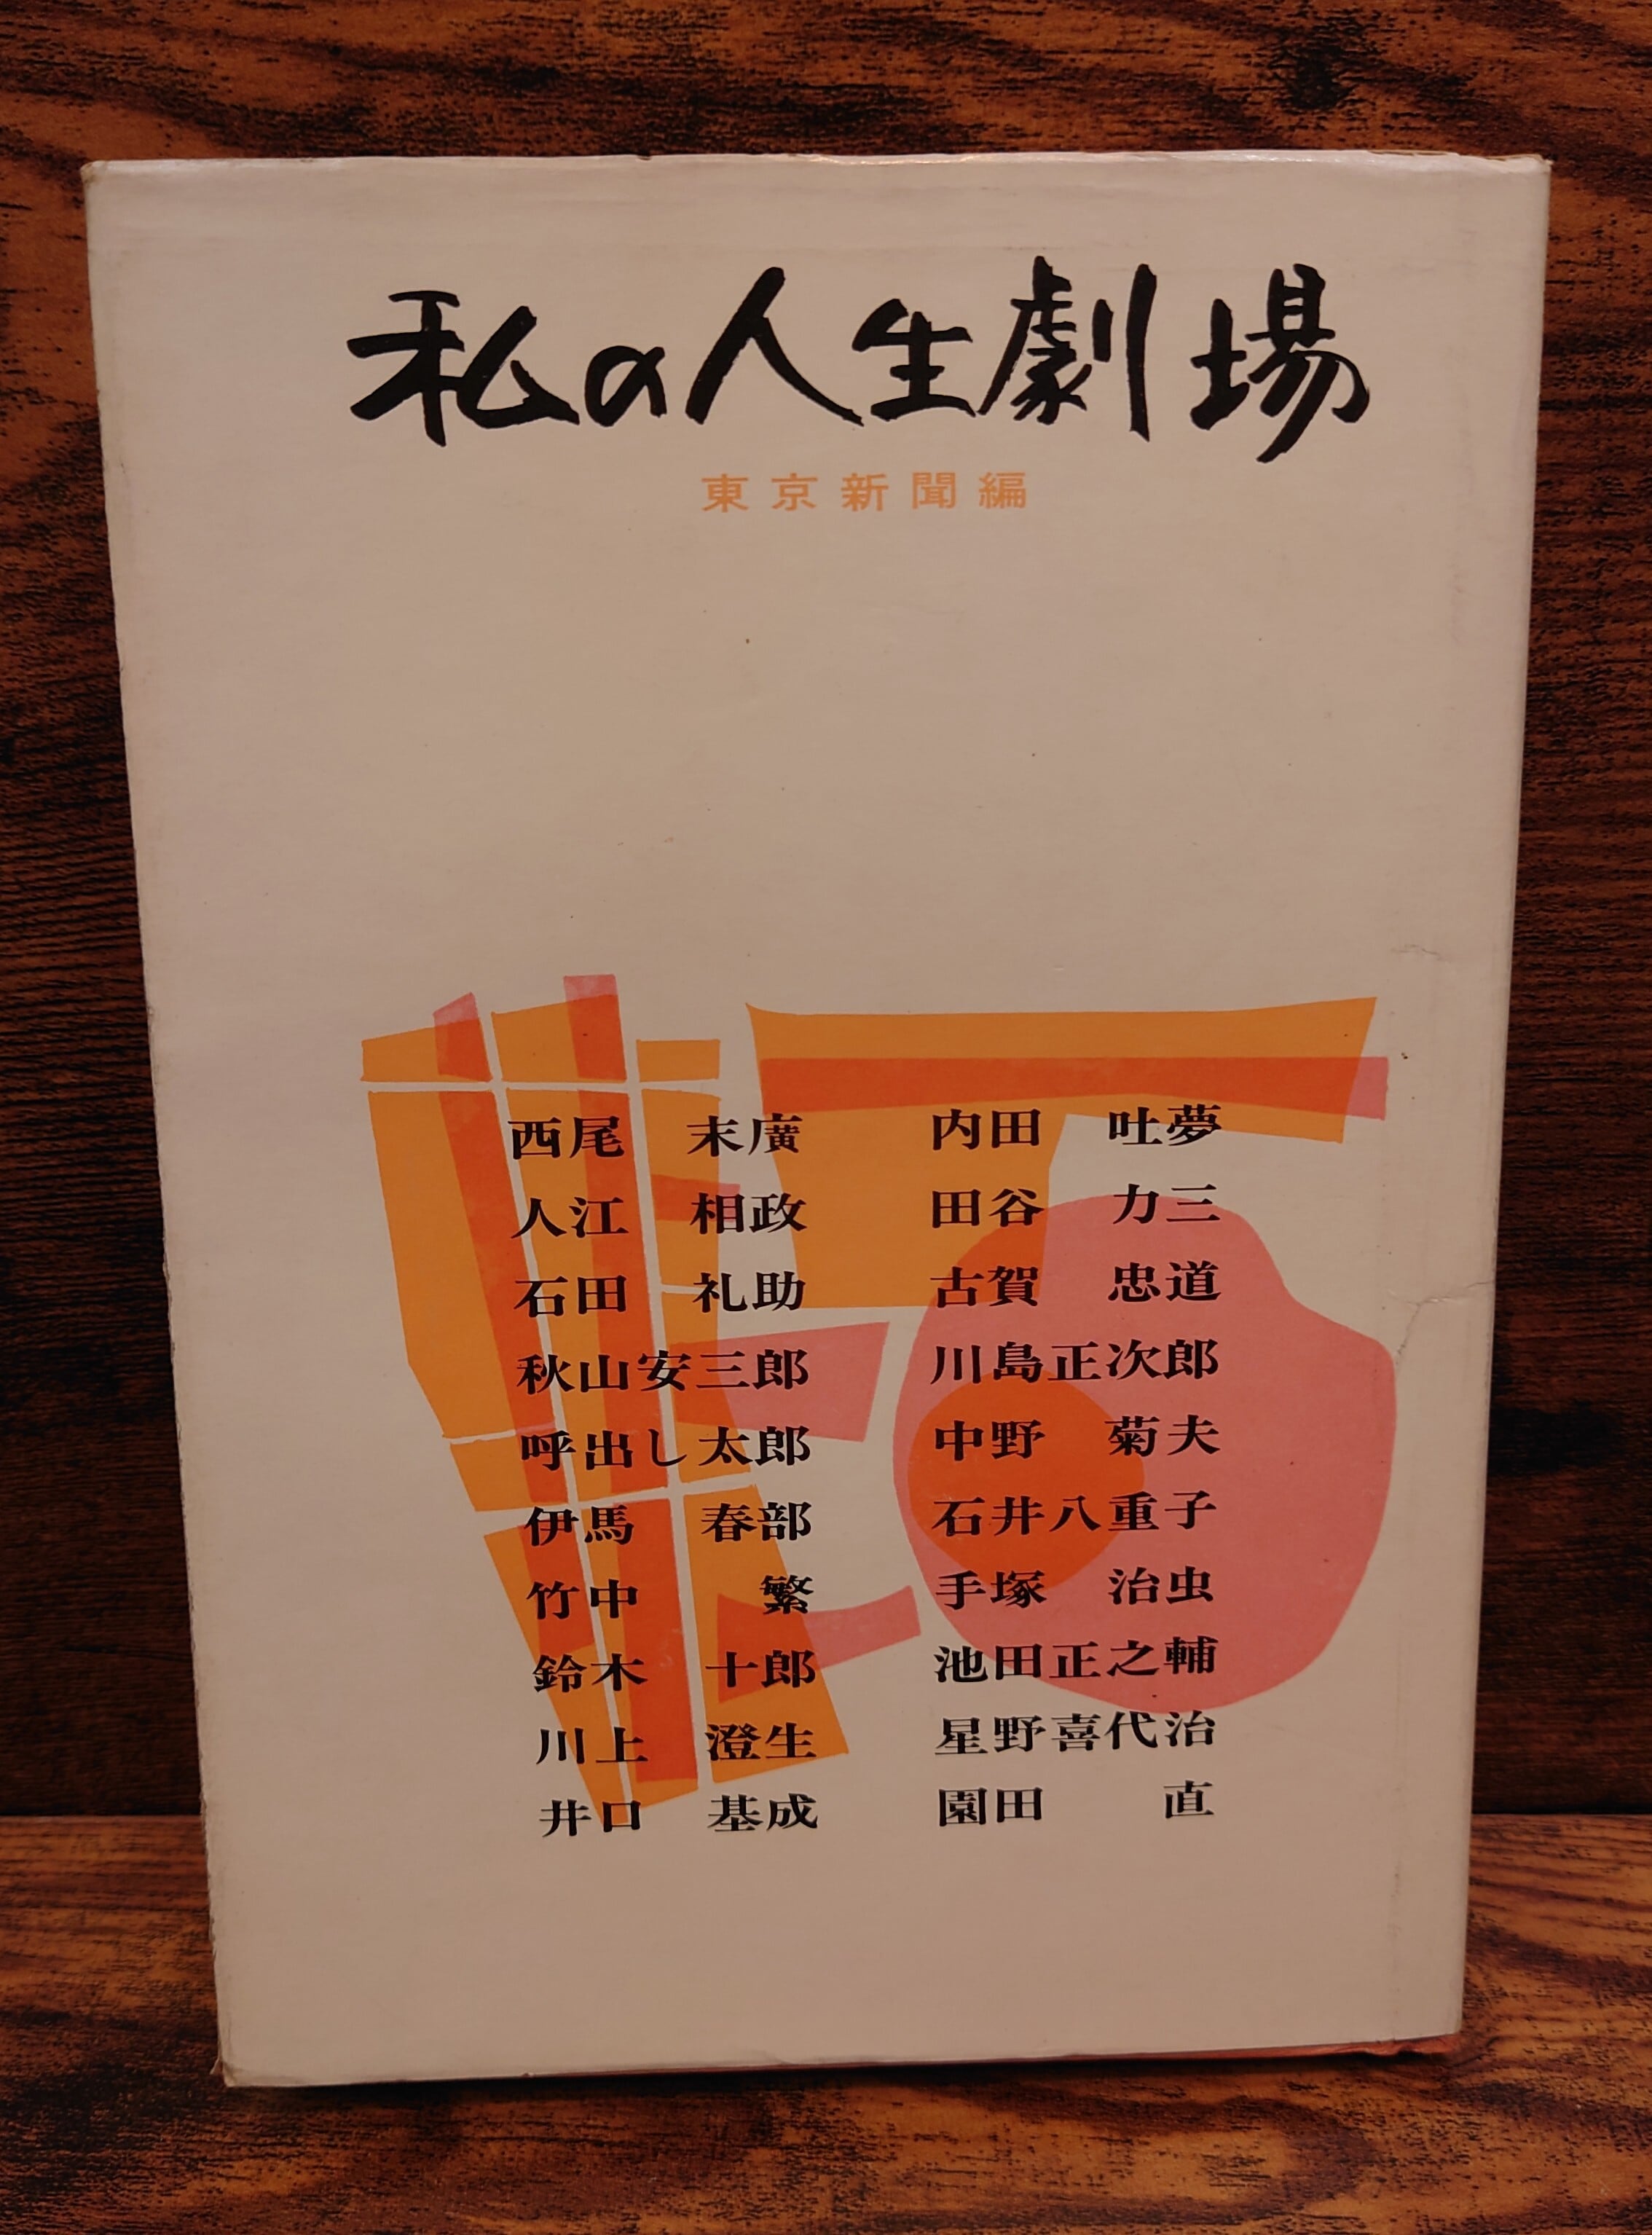 私の人生劇場
東京新聞編
西尾 末廣
入江 相政
石田 礼助
秋山安三郎
呼出し太郎
伊馬 春部
竹中 繁
鈴木 十郎
川上 澄生
井口 基成
内田 吐夢
田谷 力三
古賀 忠道
川島正次郎
中野 菊夫
石井八重子
手塚 治虫
池田正之輔
星野喜代治
園田 直